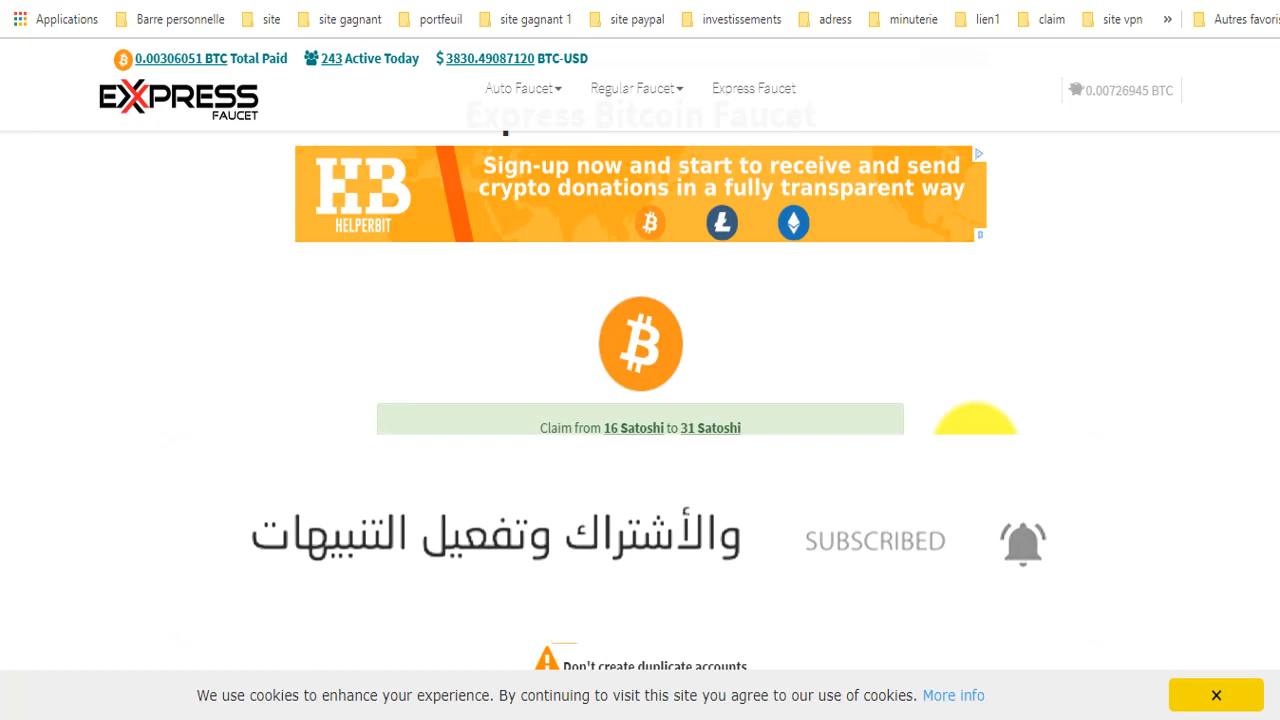 Applications Barre personnelle site site gagnant portfeuil site gagnant 1 site paypal investissements adress minuterie lien1 claim site vpn » Autres favoris
0.00306051 BTC Total Paid 243 Active Today $ 3830.49087120 BTC-USD
EXPRESS
FAUCET
Auto Faucet Regular Faucet Express Faucet
0.00726945 BTC
Express Bitcoin Faucet
HB
HELPERBIT
Sign-up now and start to receive and send
crypto donations in a fully transparent way
Claim from 16 Satoshi to 31 Satoshi
والأشتراك وتفعيل التنبيهات
SUBSCRIBED
Don't create duplicate accounts
We use cookies to enhance your experience. By continuing to visit this site you agree to our use of cookies. More info